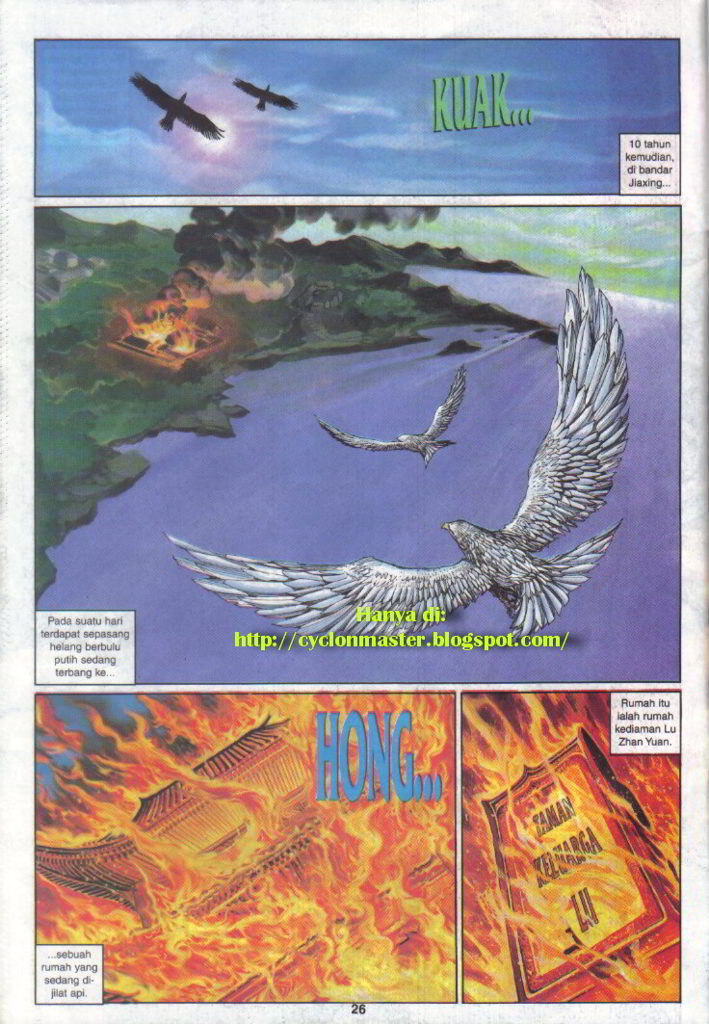 KUAK...
10 tahun
kemudian,
di bandar
Jiaxing...
Pada suatu hari
terdapat sepasang
helang berbulu
putih sedang
terbang ke...
Hanya di:
http://cyclonmaster.blogspot.com/
HONG...
Rumah itu
ialah rumah
kediaman Lu
Zhan Yuan.
TAMAN
KELUARGA
LU
...sebuah
rumah yang
sedang di-
jilat api.
26